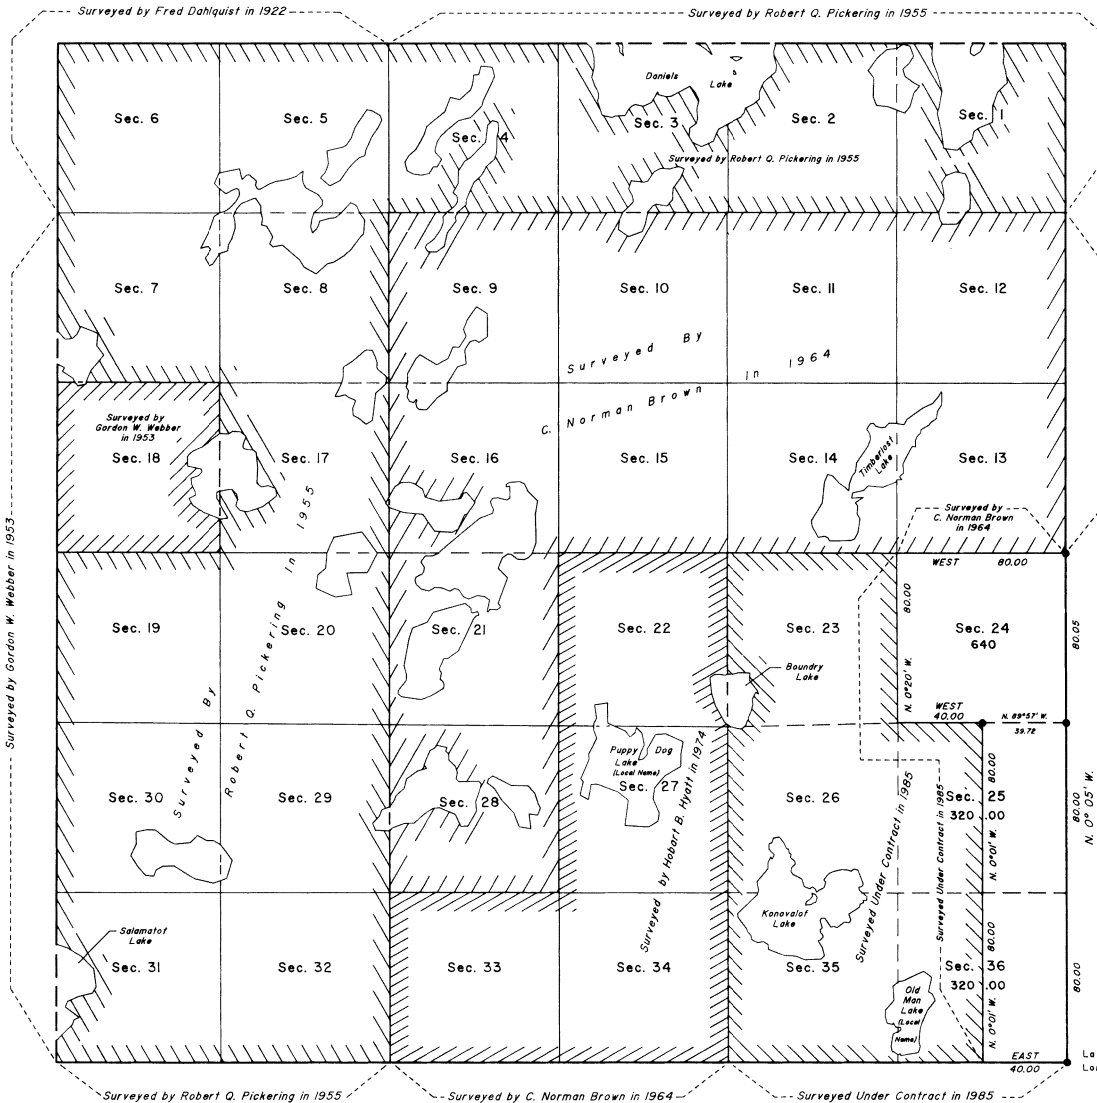 Surveyed by Fred Dahlquist in 1922
Surveyed by Robert Q. Pickering in 1955
Sec. 6
Sec. 5
Sec. 4
Daniels
Lake
Sec. 3
Sec. 2
Sec. 1
Surveyed by Robert Q. Pickering in 1955
Sec. 7
Sec. 8
Sec. 9
Sec. 10
Sec. 11
Sec. 12
Surveyed By
C. Norman Brown In 1964
Surveyed by
Gordon W. Webber
in 1953
Sec. 18
Sec. 17
Sec. 16
Sec. 15
Sec. 14
Timberlost
Lake
Sec. 13
Surveyed by
C. Norman Brown
in 1964
WEST 80.00
Surveyed by Gordon W. Webber in 1953
Sec. 19
Sec. 20
Sec. 21
Sec. 22
Sec. 23
Sec. 24
640
80.00
N. 0°20' W.
80.05
Boundry
Lake
WEST
40.00
N. 89°57' W.
39.72
Surveyed By
Robert Q. Pickering In 1955
Sec. 30
Sec. 29
Sec. 28
Puppy Dog
Lake
(Local Name)
Sec. 27
Surveyed by Hobart B. Hyatt in 1974
Sec. 26
Surveyed Under Contract in 1985
Surveyed Under Contract in 1985
Sec. 25
320.00
80.00
N. 0°01' W.
80.00
N. 0°05' W.
Salamatof
Lake
Sec. 31
Sec. 32
Sec. 33
Sec. 34
Konovalof
Lake
Sec. 35
Old
Man
Lake
(Local
Name)
Sec. 36
320.00
80.00
N. 0°01' W.
80.00
EAST
40.00
La
Lo
Surveyed by Robert Q. Pickering in 1955
Surveyed by C. Norman Brown in 1964
Surveyed Under Contract in 1985